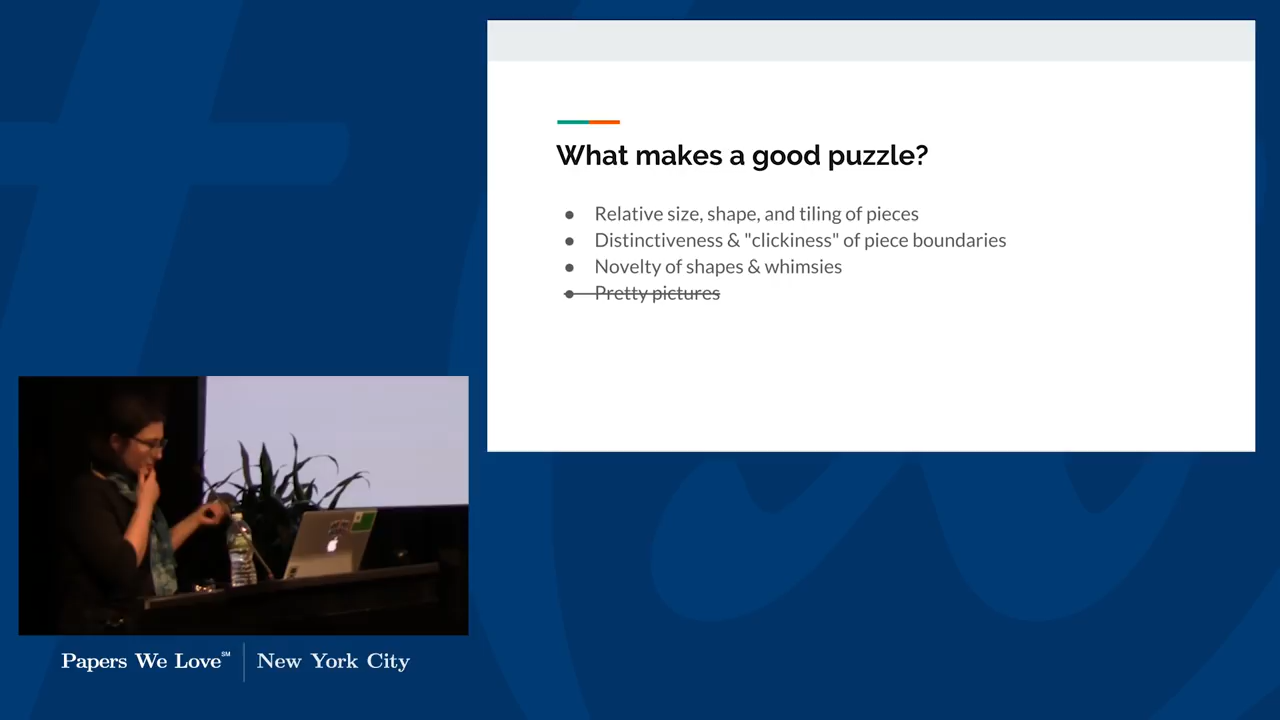 What makes a good puzzle?
● Relative size, shape, and tiling of pieces
● Distinctiveness & "clickiness" of piece boundaries
● Novelty of shapes & whimsies
● Pretty pictures
Papers We Love℠ | New York City